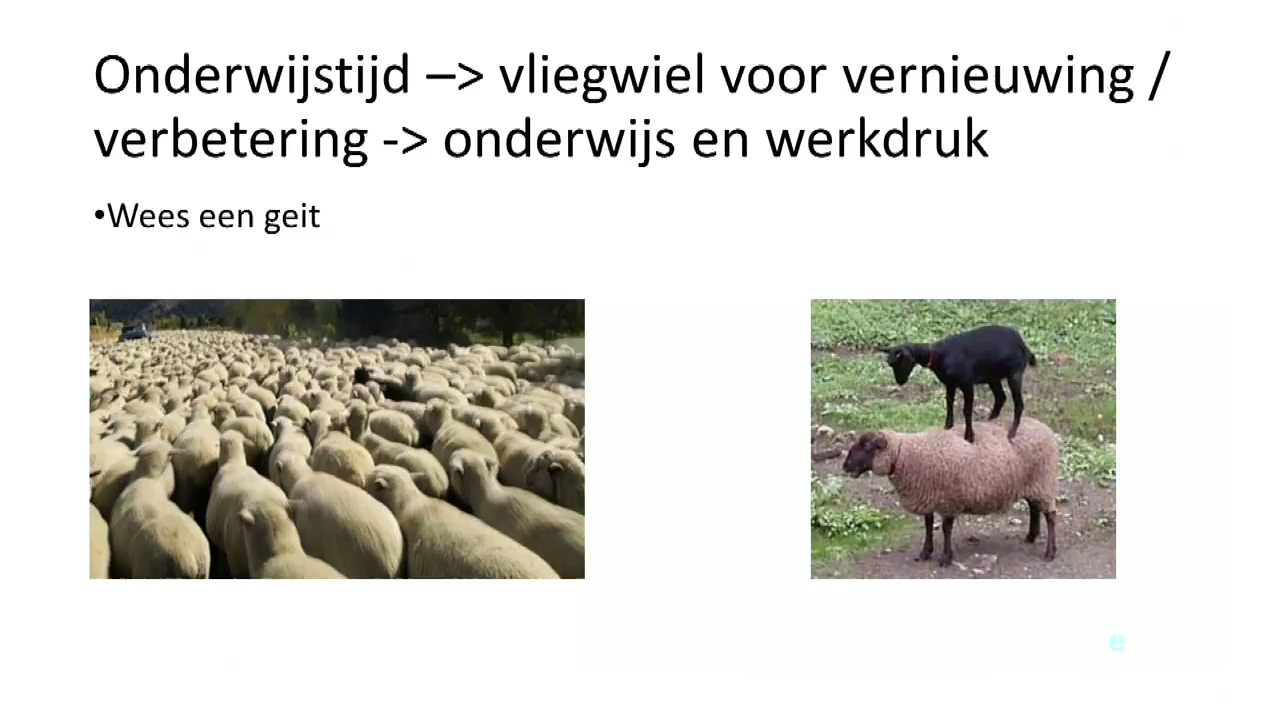 Onderwijstijd –> vliegwiel voor vernieuwing /
verbetering -> onderwijs en werkdruk
•Wees een geit